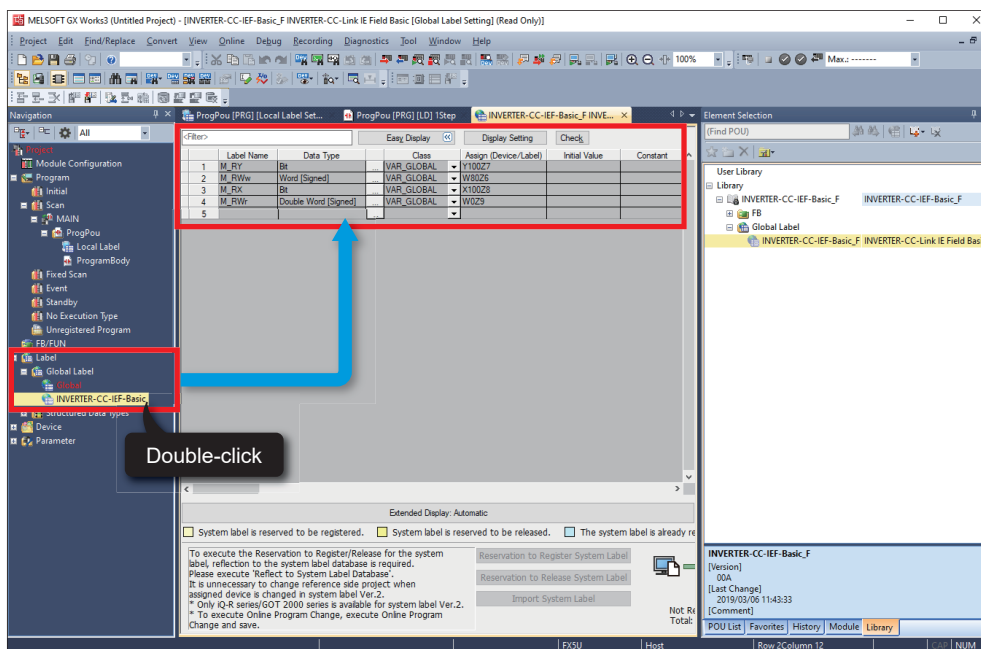 MELSOFT GX Works3 (Untitled Project) - [INVERTER-CC-IEF-Basic_F INVERTER-CC-Link IE Field Basic [Global Label Setting] (Read Only)]
Project Edit Find/Replace Convert View Online Debug Recording Diagnostics Tool Window Help
100% Max.: -------
Navigation
All
Project
Module Configuration
Program
Initial
Scan
MAIN
ProgPou
Local Label
ProgramBody
Fixed Scan
Event
Standby
No Execution Type
Unregistered Program
FB/FUN
Label
Global Label
Global
INVERTER-CC-IEF-Basic_
Structured Data Types
Device
Parameter
Double-click
ProgPou [PRG] [Local Label Set... ProgPou [PRG] [LD] 1Step INVERTER-CC-IEF-Basic_F INVE...
<Filter> Easy Display Display Setting Check
Label Name Data Type Class Assign (Device/Label) Initial Value Constant
1 M_RY Bit ... VAR_GLOBAL Y100Z7
2 M_RWw Word [Signed] ... VAR_GLOBAL W80Z6
3 M_RX Bit ... VAR_GLOBAL X100Z8
4 M_RWr Double Word [Signed] ... VAR_GLOBAL W0Z9
5 ...
Extended Display: Automatic
System label is reserved to be registered. System label is reserved to be released. The system label is already re
To execute the Reservation to Register/Release for the system
label, reflection to the system label database is required.
Please execute 'Reflect to System Label Database'.
It is unnecessary to change reference side project when
assigned device is changed in system label Ver.2.
* Only iQ-R series/GOT 2000 series is available for system label Ver.2.
* To execute Online Program Change, execute Online Program
Change and save.
Reservation to Register System Label
Reservation to Release System Label
Import System Label
Not Re
Total:
Element Selection
(Find POU)
User Library
Library
INVERTER-CC-IEF-Basic_F INVERTER-CC-IEF-Basic_F
FB
Global Label
INVERTER-CC-IEF-Basic_F INVERTER-CC-Link IE Field Bas
INVERTER-CC-IEF-Basic_F
[Version]
00A
[Last Change]
2019/03/06 11:43:33
[Comment]
POU List Favorites History Module Library
FX5U Host Row 2Column 12 CAP NUM